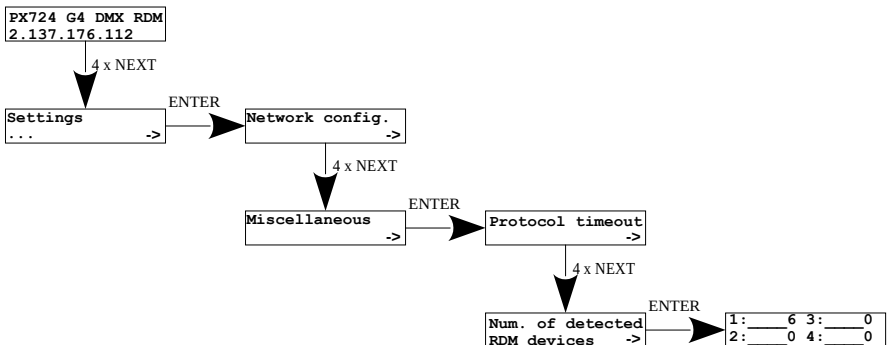 PX724 G4 DMX RDM
2.137.176.112
4 x NEXT
Settings
... ->
ENTER
Network config.
->
4 x NEXT
Miscellaneous
->
ENTER
Protocol timeout
->
4 x NEXT
Num. of detected
RDM devices ->
ENTER
1:____6 3:____0
2:____0 4:____0